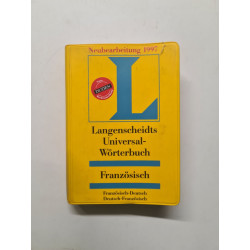 Neubearbeitung 1997
L
Langenscheidts
Universal-
Wörterbuch
Französisch
Französisch-Deutsch
Deutsch-Französisch